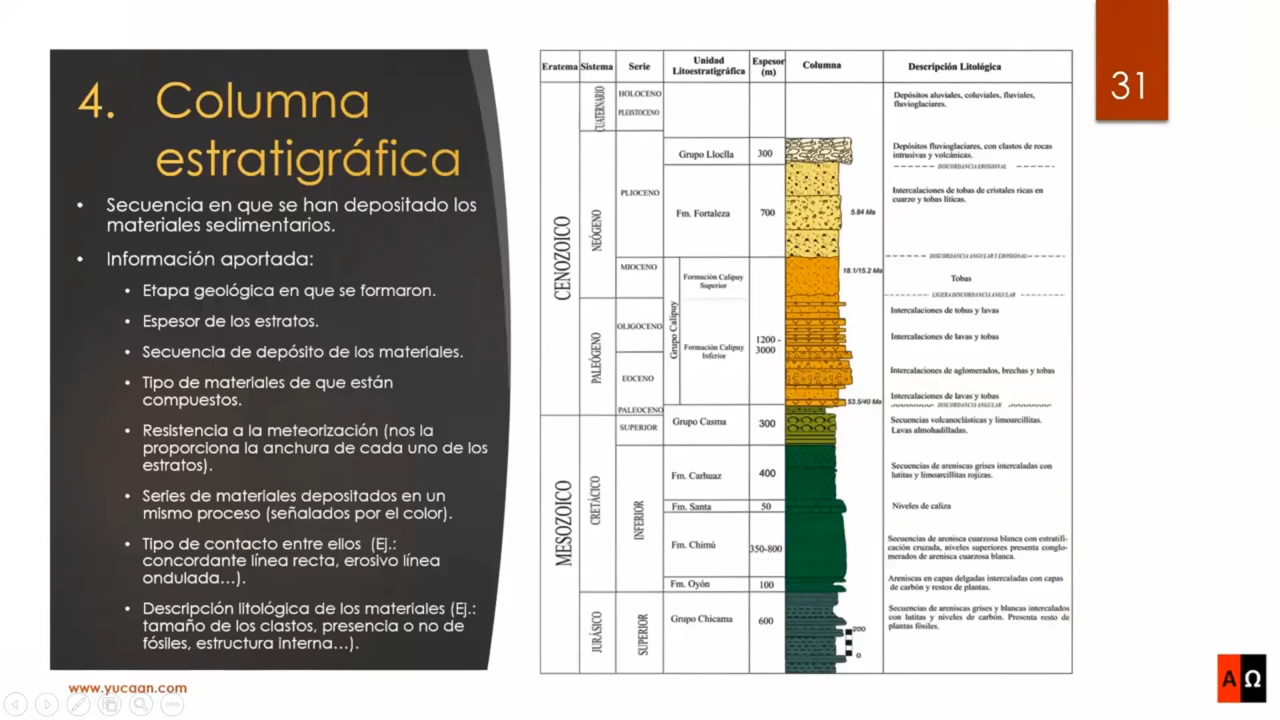 31
4. Columna
estratigráfica
• Secuencia en que se han depositado los
materiales sedimentarios.
• Información aportada:
• Etapa geológica en que se formaron.
• Espesor de los estratos.
• Secuencia de depósito de los materiales.
• Tipo de materiales de que están
compuestos.
• Resistencia a la meteorización (nos la
proporciona la anchura de cada uno de los
estratos).
• Series de materiales depositados en un
mismo proceso (señalados por el color).
• Tipo de contacto entre ellos (Ej.:
concordante línea recta, erosivo línea
ondulada...).
• Descripción litológica de los materiales (Ej.:
tamaño de los clastos, presencia o no de
fósiles, estructura interna...).
www.yucaan.com
Eratema Sistema Serie Unidad Litoestratigráfica Espesor (m) Columna Descripción Litológica
CENOZOICO
MESOZOICO
CUATERNARIO
NEÓGENO
PALEÓGENO
CRETÁCICO
JURÁSICO
HOLOCENO
PLEISTOCENO
PLIOCENO
MIOCENO
OLIGOCENO
EOCENO
PALEOCENO
SUPERIOR
INFERIOR
SUPERIOR
Grupo Lloclla 300
Fm. Fortaleza 700
Grupo Calipuy
Formación Calipuy
Superior
Formación Calipuy
Inferior
1200 -
3000
Grupo Casma 300
Fm. Carhuaz 400
Fm. Santa 50
Fm. Chimú 350-800
Fm. Oyón 100
Grupo Chicama 600
5.84 Ma
18.1/15.2 Ma
53.5/40 Ma
200
0
Depósitos aluviales, coluviales, fluviales,
fluvioglaciares.
Depósitos fluvioglaciares, con clastos de rocas
intrusivas y volcánicas.
DISCORDANCIA EROSIONAL
Intercalaciones de tobas de cristales ricas en
cuarzo y tobas líticas.
DISCORDANCIA ANGULAR Y EROSIONAL
Tobas
LIGERA DISCORDANCIA ANGULAR
Intercalaciones de tobas y lavas
Intercalaciones de lavas y tobas
Intercalaciones de aglomerados, brechas y tobas
Intercalaciones de lavas y tobas
DISCORDANCIA ANGULAR
Secuencias volcanoclásticas y limoarcillitas.
Lavas almohadilladas.
Secuencias de areniscas grises intercaladas con
lutitas y limoarcillitas rojizas.
Niveles de caliza
Secuencias de arenisca cuarzosa blanca con estratifi-
cación cruzada, niveles superiores presenta conglo-
merados de arenisca cuarzosa blanca.
Areniscas en capas delgadas intercaladas con capas
de carbón y restos de plantas.
Secuencias de areniscas grises y blancas intercalados
con lutitas y niveles de carbón. Presenta resto de
plantas fósiles.
AΩ